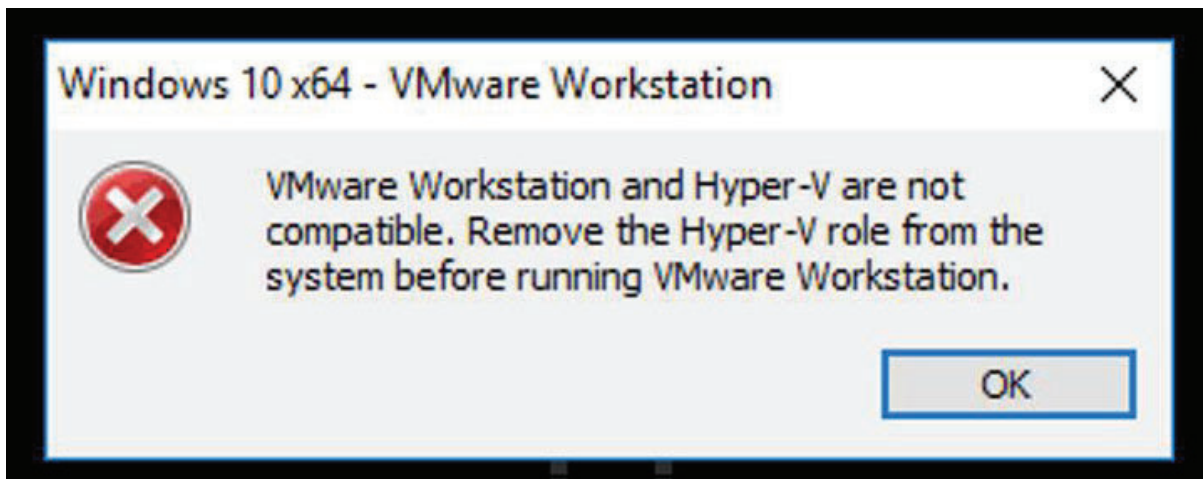 Windows 10 x64 - VMware Workstation
VMware Workstation and Hyper-V are not
compatible. Remove the Hyper-V role from the
system before running VMware Workstation.
OK